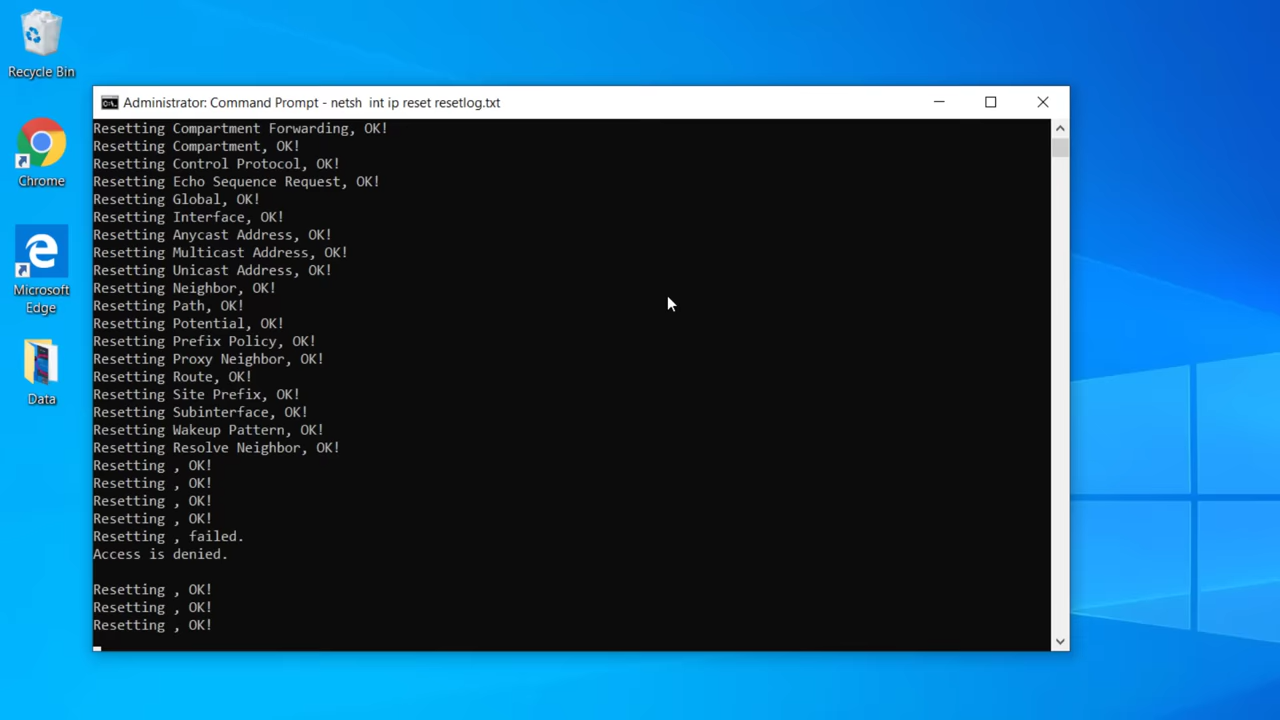 Recycle Bin
Chrome
Microsoft
Edge
Data
Administrator: Command Prompt - netsh  int ip reset resetlog.txt
Resetting Compartment Forwarding, OK!
Resetting Compartment, OK!
Resetting Control Protocol, OK!
Resetting Echo Sequence Request, OK!
Resetting Global, OK!
Resetting Interface, OK!
Resetting Anycast Address, OK!
Resetting Multicast Address, OK!
Resetting Unicast Address, OK!
Resetting Neighbor, OK!
Resetting Path, OK!
Resetting Potential, OK!
Resetting Prefix Policy, OK!
Resetting Proxy Neighbor, OK!
Resetting Route, OK!
Resetting Site Prefix, OK!
Resetting Subinterface, OK!
Resetting Wakeup Pattern, OK!
Resetting Resolve Neighbor, OK!
Resetting , OK!
Resetting , OK!
Resetting , OK!
Resetting , OK!
Resetting , failed.
Access is denied.
Resetting , OK!
Resetting , OK!
Resetting , OK!